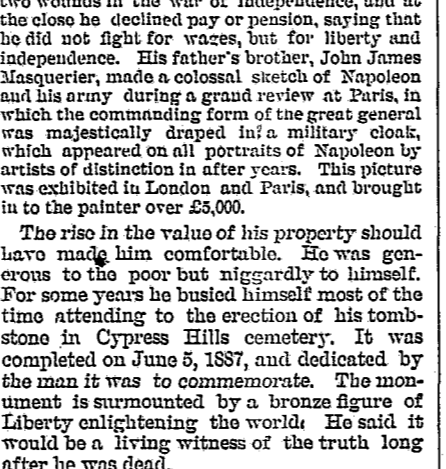 two wounds in the war of independence, and at
the close he declined pay or pension, saying that
he did not fight for wages, but for liberty and
independence. His father's brother, John James
Masquerier, made a colossal sketch of Napoleon
and his army during a grand review at Paris, in
which the commanding form of the great general
was majestically draped in a military cloak,
which appeared on all portraits of Napoleon by
artists of distinction in after years. This picture
was exhibited in London and Paris, and brought
in to the painter over £5,000.
The rise in the value of his property should
have made him comfortable. He was gen-
erous to the poor but niggardly to himself.
For some years he busied himself most of the
time attending to the erection of his tomb-
stone in Cypress Hills cemetery. It was
completed on June 5, 1887, and dedicated by
the man it was to commemorate. The mon-
ument is surmounted by a bronze figure of
Liberty enlightening the world: He said it
would be a living witness of the truth long
after he was dead.